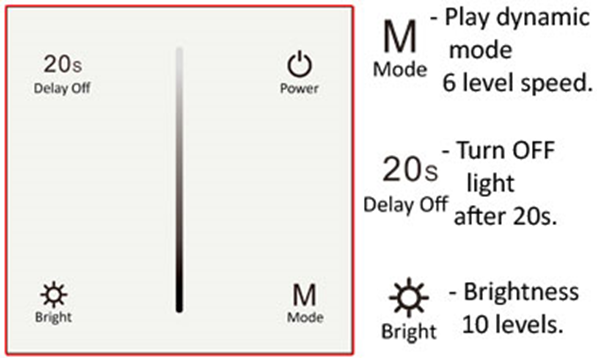 20s
Delay Off
Power
Bright
M
Mode
M
Mode
- Play dynamic
mode
6 level speed.
20s
Delay Off
- Turn OFF
light
after 20s.
Bright
- Brightness
10 levels.